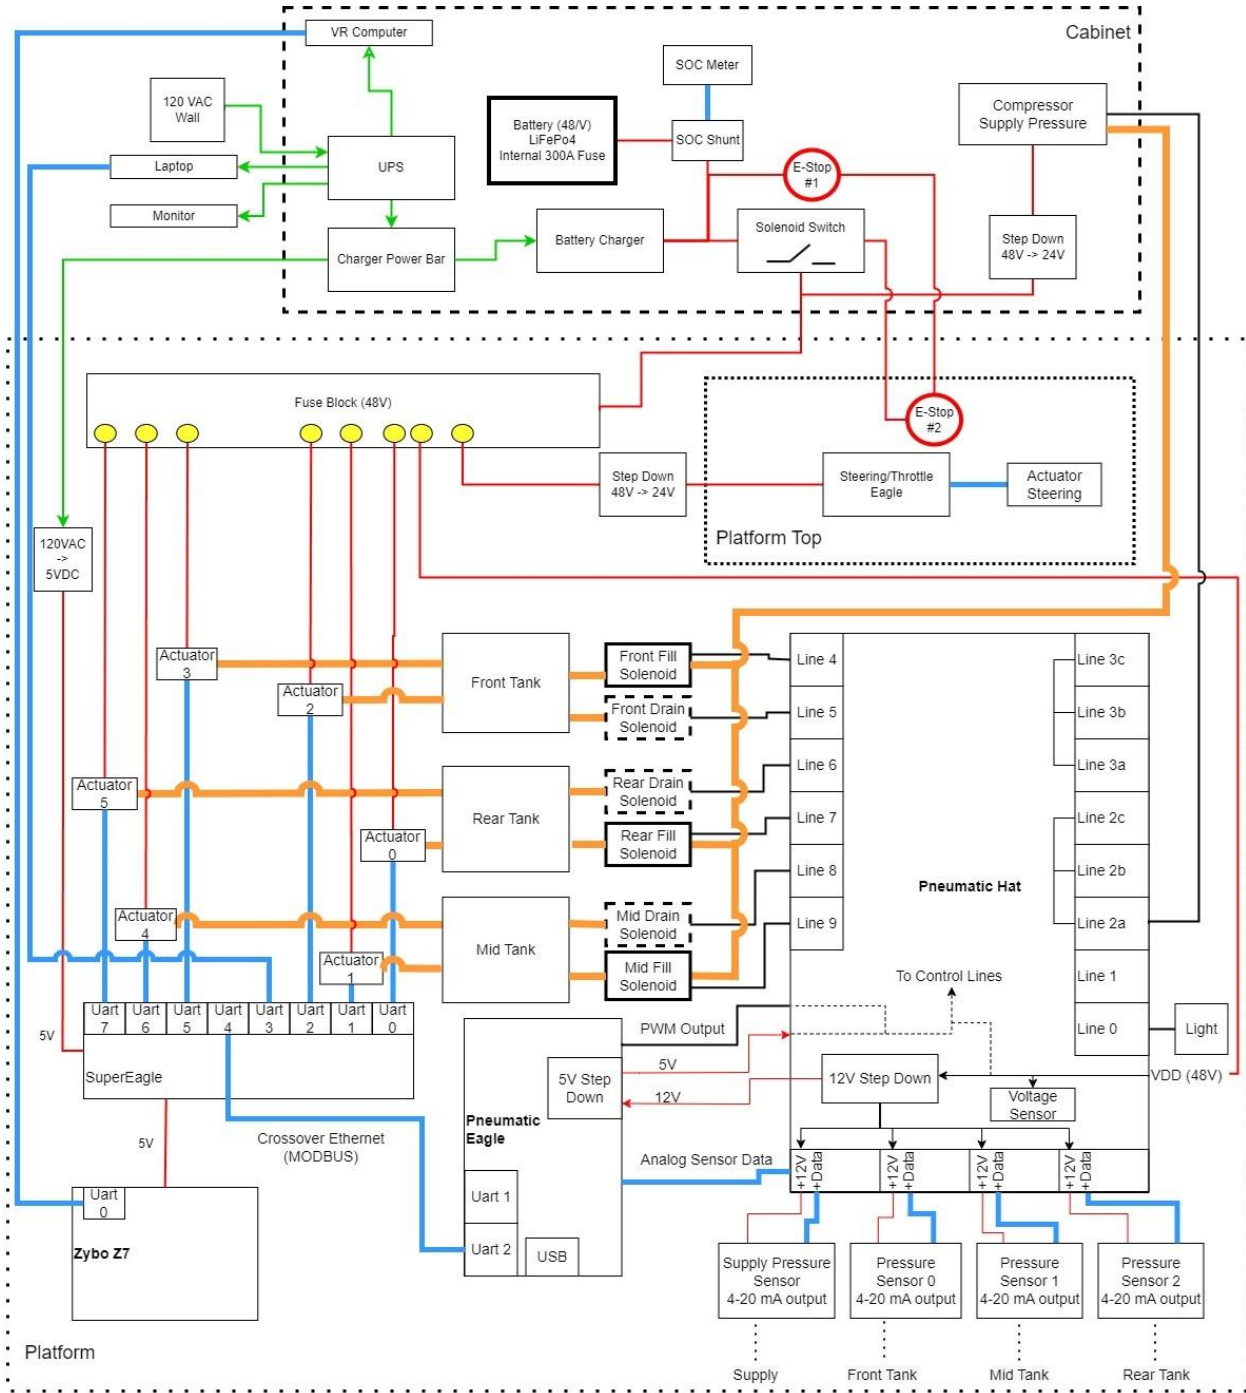 VR Computer
Cabinet
SOC Meter
120 VAC
Wall
Battery (48/V)
LiFePo4
Internal 300A Fuse
SOC Shunt
Compressor
Supply Pressure
Laptop
UPS
E-Stop
#1
Monitor
Charger Power Bar
Battery Charger
Solenoid Switch
Step Down
48V -> 24V
Fuse Block (48V)
E-Stop
#2
Step Down
48V -> 24V
Steering/Throttle
Eagle
Actuator
Steering
Platform Top
120VAC
->
5VDC
Actuator
3
Actuator
2
Front Tank
Front Fill
Solenoid
Front Drain
Solenoid
Line 4
Line 5
Line 6
Line 7
Line 8
Line 9
Line 3c
Line 3b
Line 3a
Line 2c
Line 2b
Line 2a
Line 1
Line 0
Actuator
5
Actuator
0
Rear Tank
Rear Drain
Solenoid
Rear Fill
Solenoid
Pneumatic Hat
Actuator
4
Actuator
1
Mid Tank
Mid Drain
Solenoid
Mid Fill
Solenoid
To Control Lines
Light
Uart
7
Uart
6
Uart
5
Uart
4
Uart
3
Uart
2
Uart
1
Uart
0
5V
SuperEagle
PWM Output
5V
12V
5V Step
Down
12V Step Down
VDD (48V)
Voltage
Sensor
Pneumatic
Eagle
5V
Crossover Ethernet
(MODBUS)
Analog Sensor Data
+12V
+Data
+12V
+Data
+12V
+Data
+12V
+Data
Uart 1
Uart 2
USB
Uart
0
Zybo Z7
Supply Pressure
Sensor
4-20 mA output
Pressure
Sensor 0
4-20 mA output
Pressure
Sensor 1
4-20 mA output
Pressure
Sensor 2
4-20 mA output
Platform
Supply
Front Tank
Mid Tank
Rear Tank